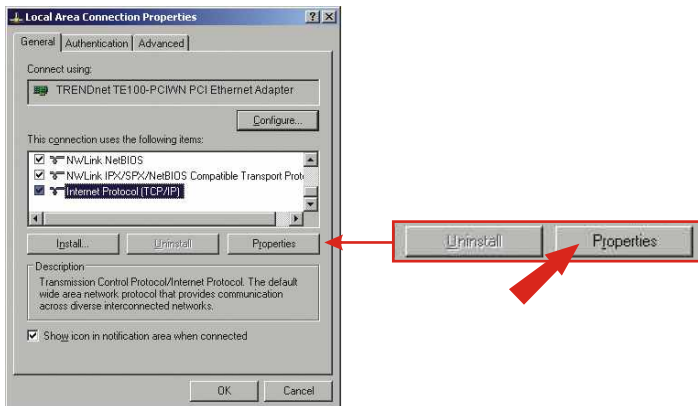 Local Area Connection Properties
General Authentication Advanced
Connect using:
TRENDnet TE100-PCIWN PCI Ethernet Adapter
Configure...
This connection uses the following items:
NWLink NetBIOS
NWLink IPX/SPX/NetBIOS Compatible Transport Proto
Internet Protocol (TCP/IP)
Install... Uninstall Properties
Uninstall Properties
Description
Transmission Control Protocol/Internet Protocol. The default
wide area network protocol that provides communication
across diverse interconnected networks.
Show icon in notification area when connected
OK Cancel